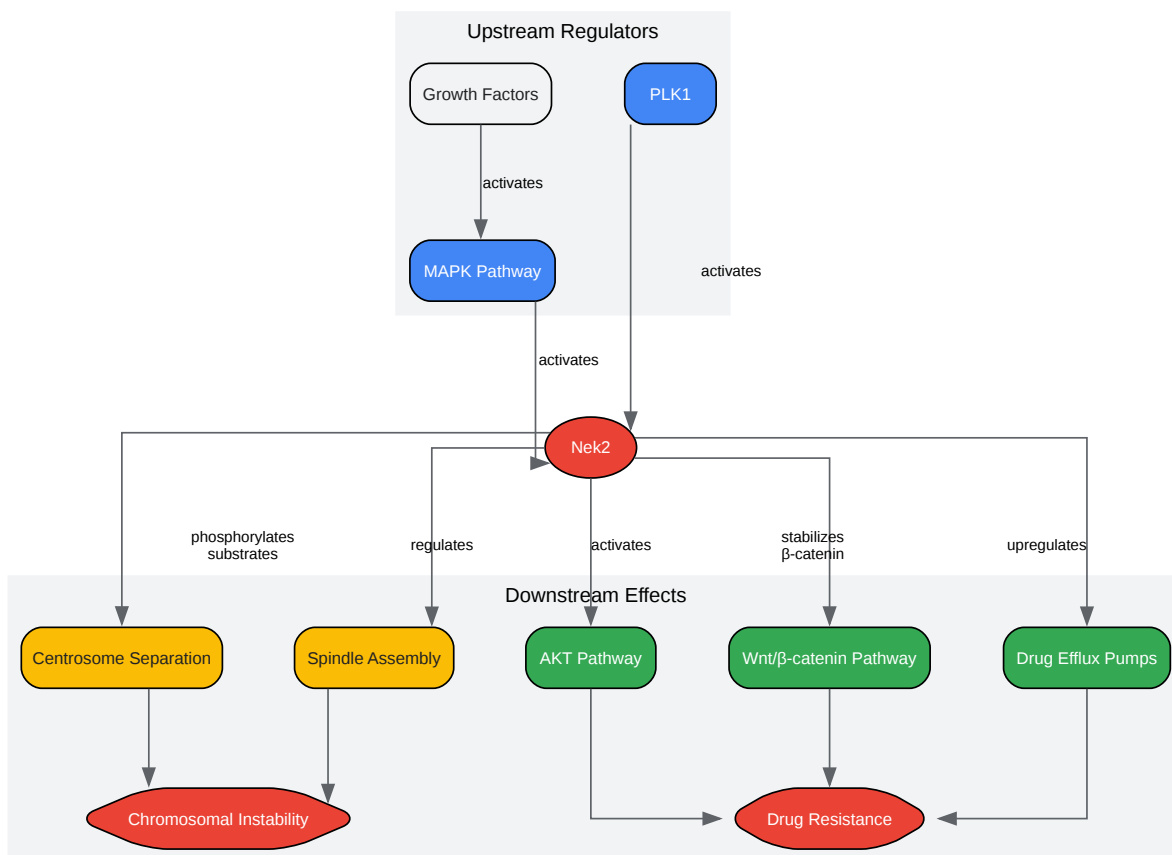 Upstream Regulators
Growth Factors
PLK1
activates
MAPK Pathway
activates
activates
Nek2
phosphorylates
substrates
regulates
activates
stabilizes
β-catenin
upregulates
Downstream Effects
Centrosome Separation
Spindle Assembly
AKT Pathway
Wnt/β-catenin Pathway
Drug Efflux Pumps
Chromosomal Instability
Drug Resistance